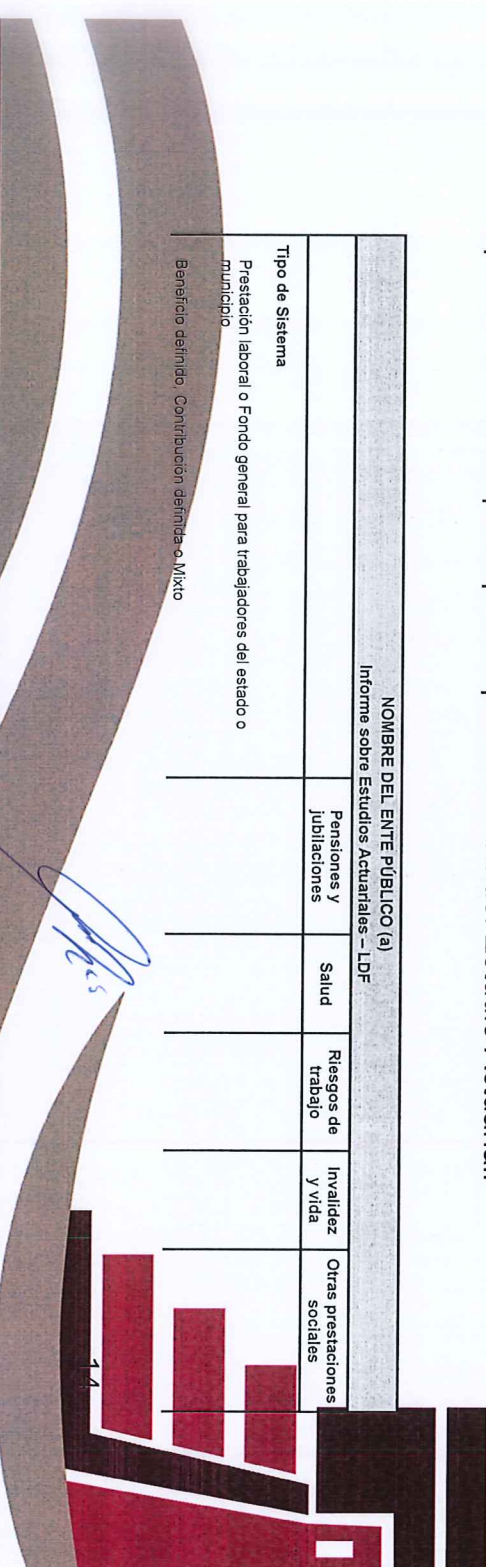 NOMBRE DEL ENTE PÚBLICO (a)
Informe sobre Estudios Actuariales – LDF
Pensiones y
jubilaciones
Salud
Riesgos de
trabajo
Invalidez
y vida
Otras prestaciones
sociales
Tipo de Sistema
Prestación laboral o Fondo general para trabajadores del estado o
municipio
Beneficio definido, Contribución definida o Mixto
14